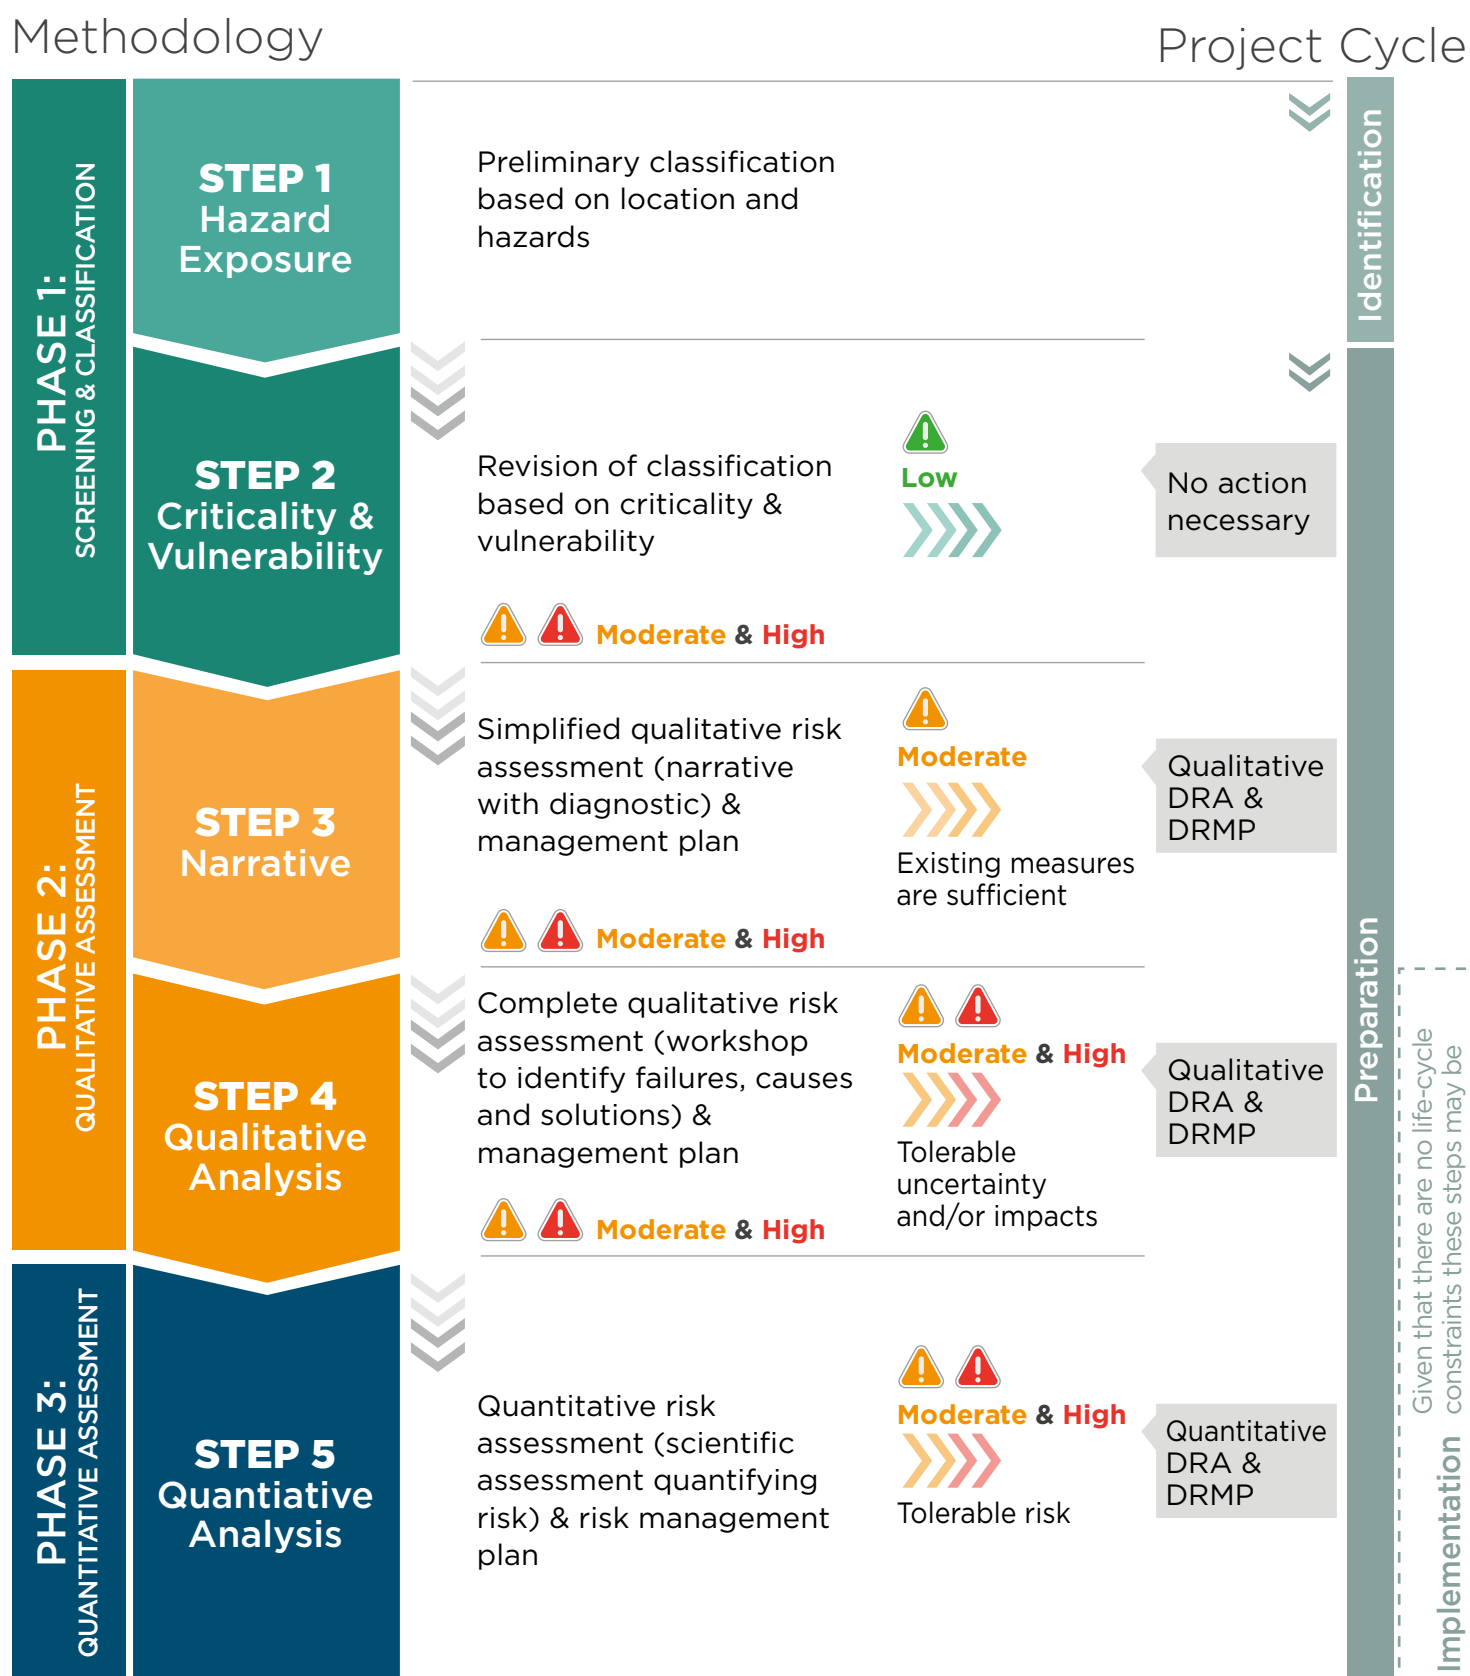 Methodology
Project Cycle
PHASE 1:
SCREENING & CLASSIFICATION
STEP 1
Hazard
Exposure
Preliminary classification
based on location and
hazards
Identification
STEP 2
Criticality &
Vulnerability
Revision of classification
based on criticality &
vulnerability
Low
No action
necessary
Moderate & High
PHASE 2:
QUALITATIVE ASSESSMENT
STEP 3
Narrative
Simplified qualitative risk
assessment (narrative
with diagnostic) &
management plan
Moderate
Existing measures
are sufficient
Qualitative
DRA &
DRMP
Moderate & High
Preparation
STEP 4
Qualitative
Analysis
Complete qualitative risk
assessment (workshop
to identify failures, causes
and solutions) &
management plan
Moderate & High
Tolerable
uncertainty
and/or impacts
Qualitative
DRA &
DRMP
Moderate & High
PHASE 3:
QUANTITATIVE ASSESSMENT
STEP 5
Quantiative
Analysis
Quantitative risk
assessment (scientific
assessment quantifying
risk) & risk management
plan
Moderate & High
Tolerable risk
Quantitative
DRA &
DRMP
Given that there are no life-cycle
constraints these steps may be
Implementation